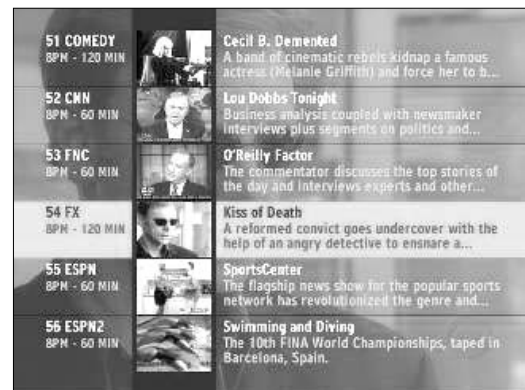 51 COMEDY
8PM - 120 MIN
Cecil B. Demented
A band of cinematic rebels kidnap a famous
actress (Melanie Griffith) and force her to b...
52 CNN
8PM - 60 MIN
Lou Dobbs Tonight
Business analysis coupled with newsmaker
interviews plus segments on politics and...
53 FNC
8PM - 60 MIN
O'Reilly Factor
The commentator discusses the top stories of
the day and interviews experts and other...
54 FX
8PM - 120 MIN
Kiss of Death
A reformed convict goes undercover with the
help of an angry detective to ensnare a...
55 ESPN
8PM - 60 MIN
SportsCenter
The flagship news show for the popular sports
network has revolutionized the genre and...
56 ESPN2
8PM - 60 MIN
Swimming and Diving
The 10th FINA World Championships, taped in
Barcelona, Spain.